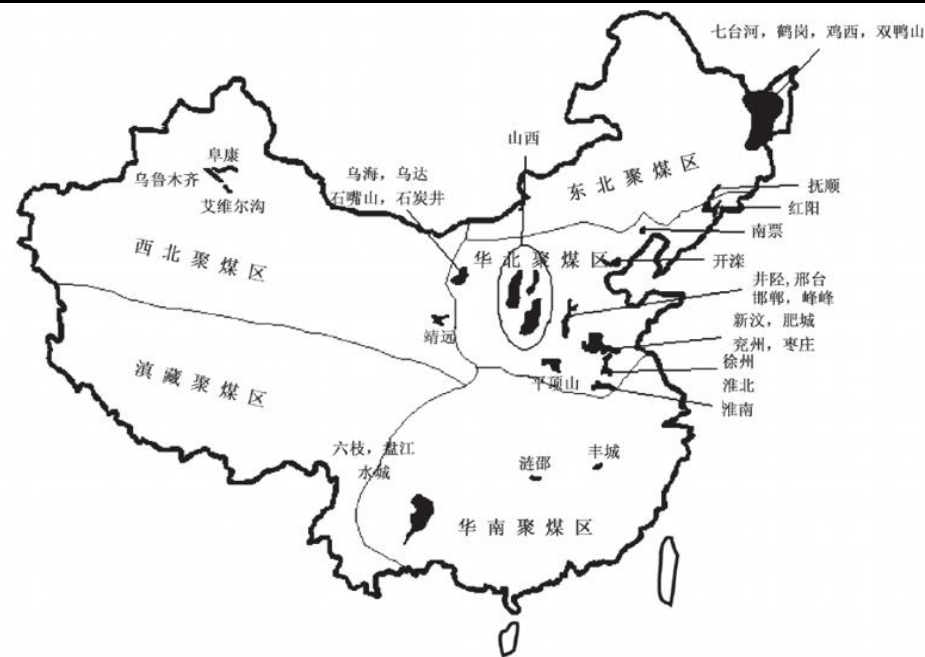 七台河，鹤岗，鸡西，双鸭山
山西
阜康
乌鲁木齐
艾维尔沟
乌海，乌达
石嘴山，石炭井
东北聚煤区
抚顺
红阳
南票
西北聚煤区
华北聚煤区
开滦
井陉,邢台
邯郸，峰峰
新汶，肥城
兖州，枣庄
靖远
徐州
滇藏聚煤区
平顶山
淮北
淮南
六枝，盘江
水城
涟邵
丰城
华南聚煤区